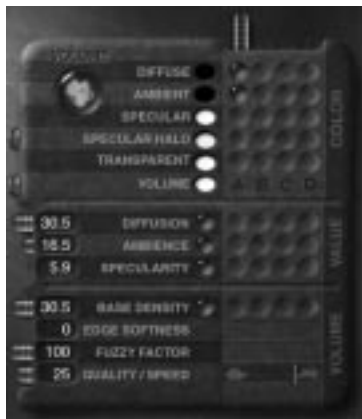 DIFFUSE
AMBIENT
SPECULAR
SPECULAR HALO
TRANSPARENT
VOLUME
A B C D
COLOR
30.5 DIFFUSION
16.5 AMBIENCE
5.9 SPECULARITY
VALUE
30.5 BASE DENSITY
0 EDGE SOFTNESS
100 FUZZY FACTOR
25 QUALITY / SPEED
VOLUME